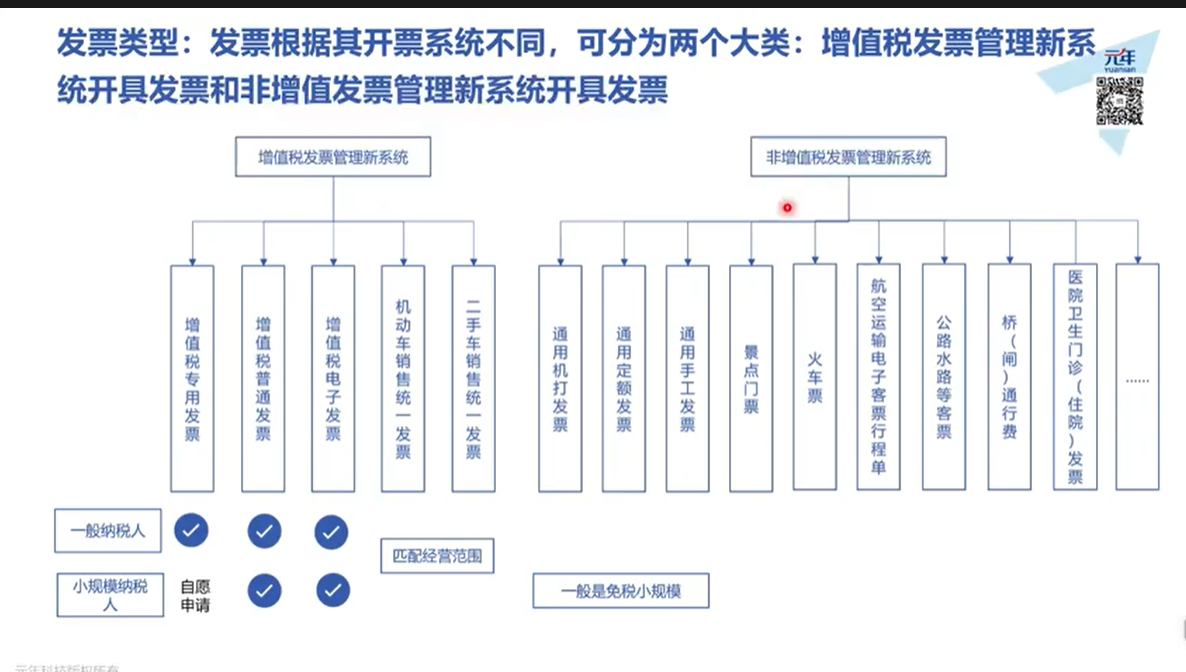 发票类型：发票根据其开票系统不同，可分为两个大类：增值税发票管理新系
统开具发票和非增值发票管理新系统开具发票
元年
yuanian
增值税发票管理新系统
非增值税发票管理新系统
增值税专用发票
增值税普通发票
增值税电子发票
机动车销售统一发票
二手车销售统一发票
通用机打发票
通用定额发票
通用手工发票
景点门票
火车票
航空运输电子客票行程单
公路水路等客票
桥（闸）通行费
医院卫生门诊（住院）发票
......
一般纳税人
匹配经营范围
小规模纳税
人
自愿
申请
一般是免税小规模
元年科技版权所有